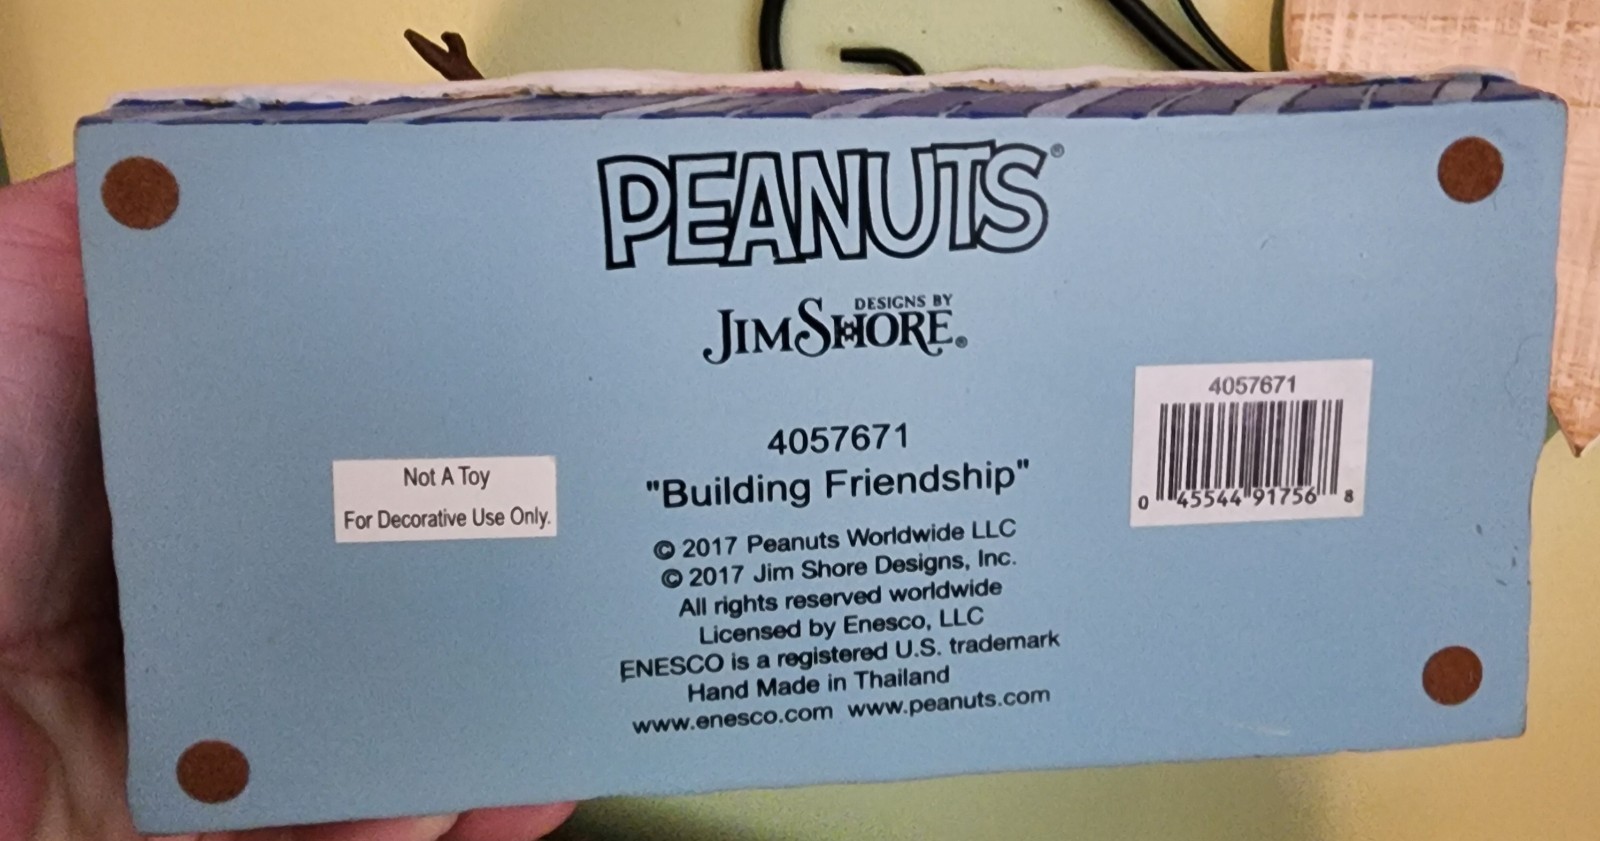 PEANUTS®
DESIGNS BY
JIM SHORE®
4057671
"Building Friendship"
© 2017 Peanuts Worldwide LLC
© 2017 Jim Shore Designs, Inc.
All rights reserved worldwide
Licensed by Enesco, LLC
ENESCO is a registered U.S. trademark
Hand Made in Thailand
www.enesco.com www.peanuts.com
Not A Toy
For Decorative Use Only.
4057671
0 45544 91756 8